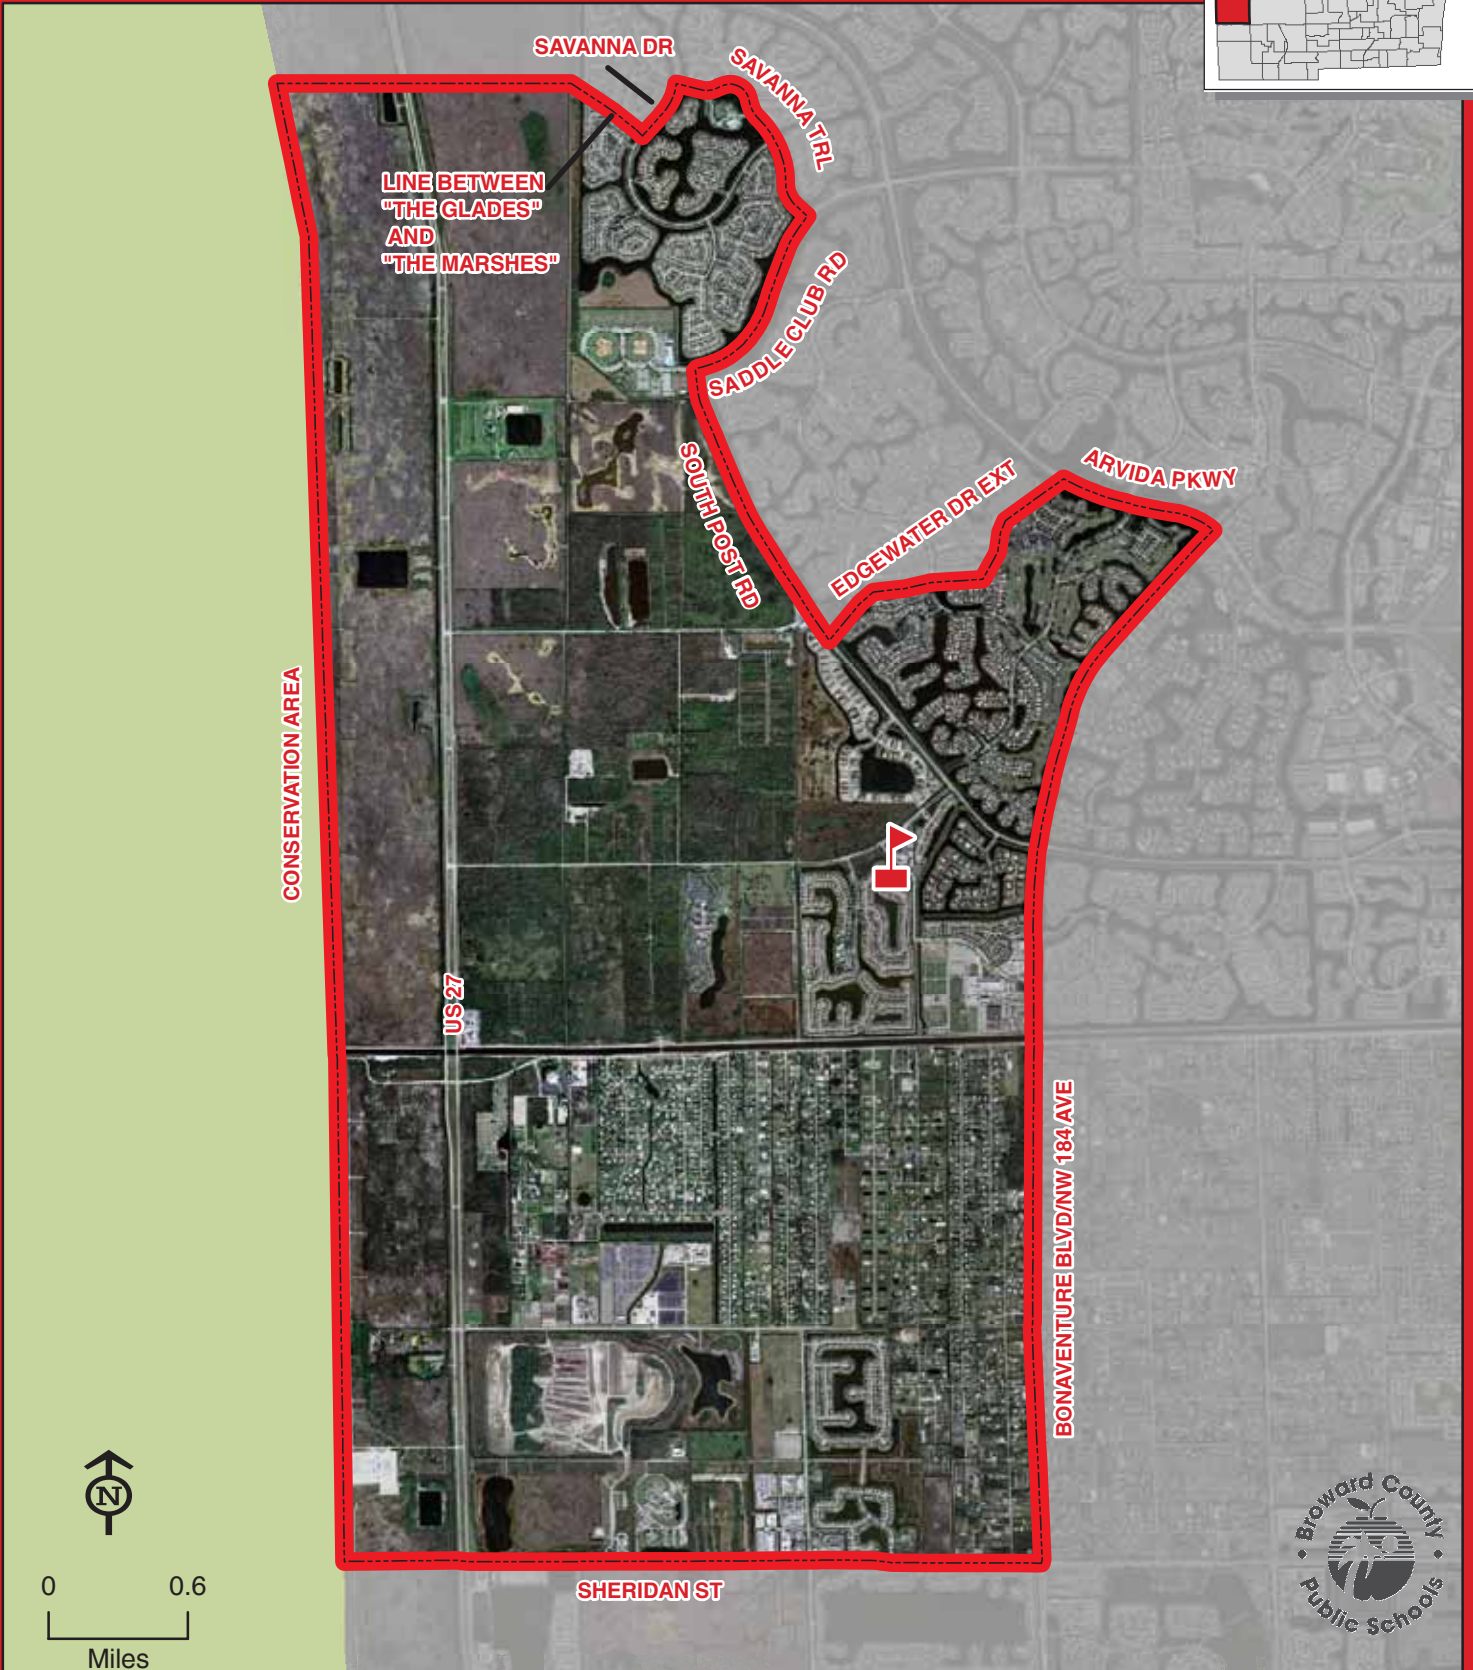 SAVANNA DR
SAVANNA TRL
LINE BETWEEN
"THE GLADES"
AND
"THE MARSHES"
SADDLE CLUB RD
SOUTH POST RD
EDGEWATER DR EXT
ARVIDA PKWY
CONSERVATION AREA
US 27
BONAVENTURE BLVD/NW 184 AVE
SHERIDAN ST
N
0 0.6
Miles
Broward County
Public Schools